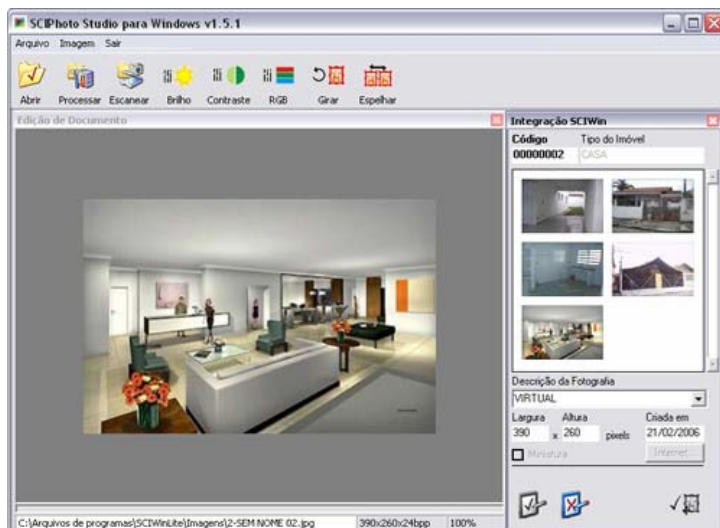 SCIPhoto Studio para Windows v1.5.1
Arquivo Imagem Sair
Abrir Processar Escanear Brilho Contraste RGB Girar Espelhar
Edição de Documento
Integração SCIWin
Código Tipo do Imóvel
00000002 CASA
Descrição da Fotografia
VIRTUAL
Largura Altura Criada em
390 x 260 pixels 21/02/2006
Miniatura Internet...
C:\Arquivos de programas\SCIWinLite\Imagens\2-SEM NOME 02.jpg 390x260x24bpp 100%